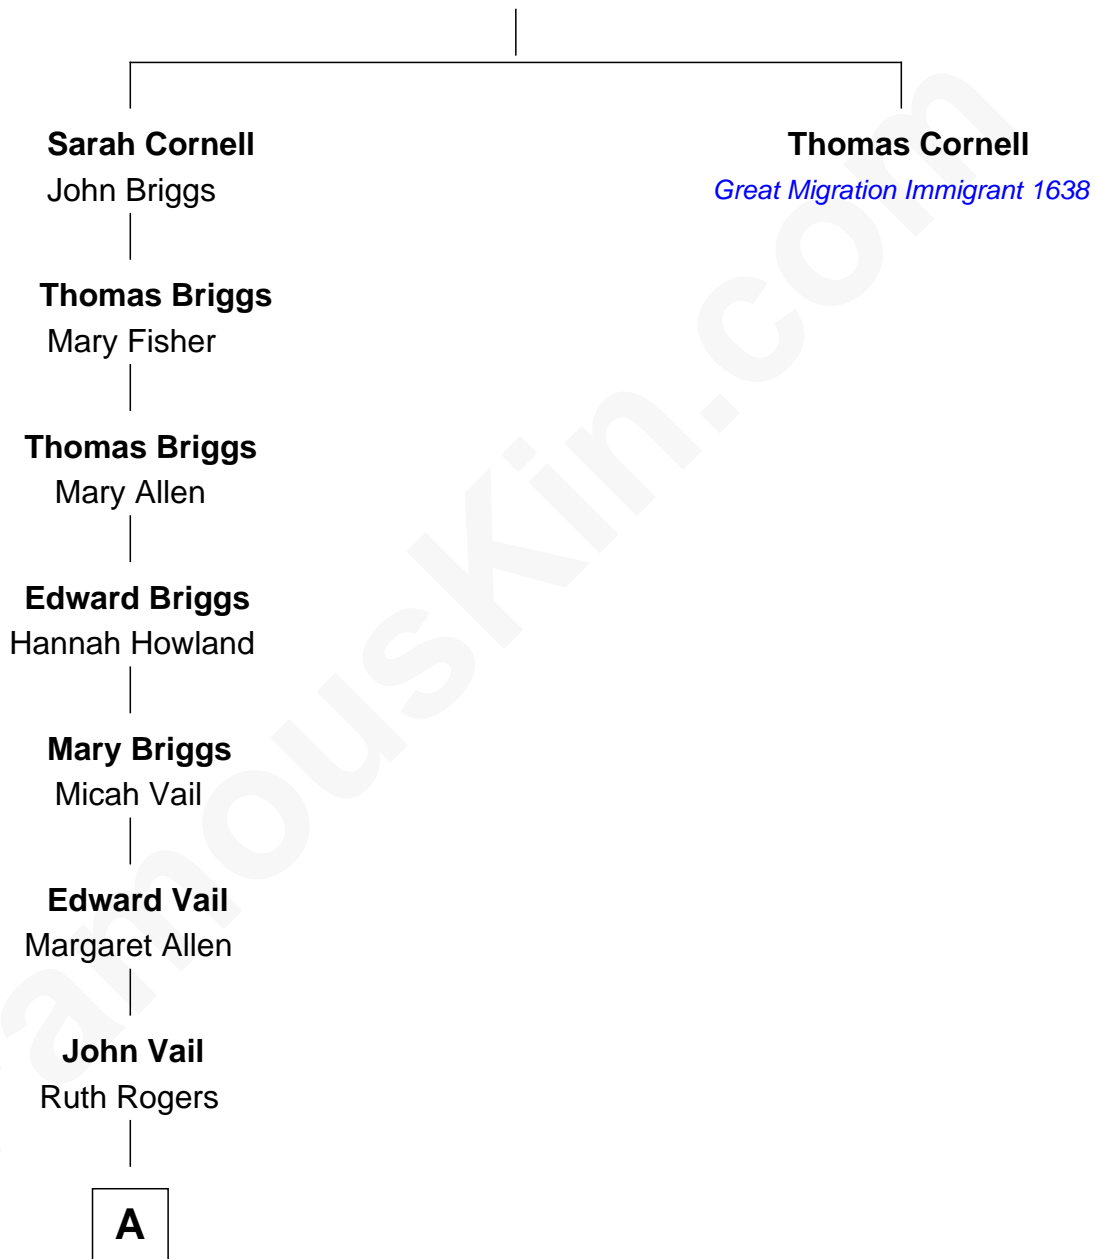 Sarah Cornell
John Briggs
Thomas Cornell
Great Migration Immigrant 1638
Thomas Briggs
Mary Fisher
Thomas Briggs
Mary Allen
Edward Briggs
Hannah Howland
Mary Briggs
Micah Vail
Edward Vail
Margaret Allen
John Vail
Ruth Rogers
A
amouskin.com